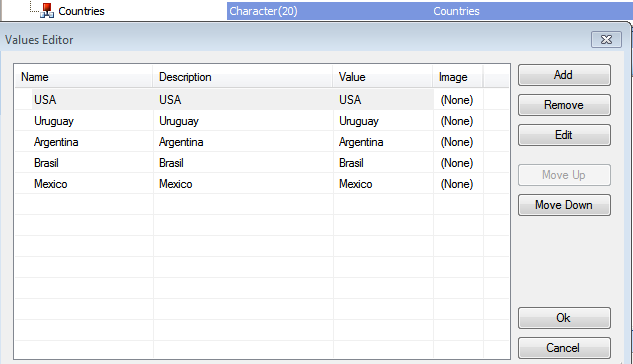 Countries Character(20) Countries
Values Editor
Name Description Value Image
USA USA USA (None)
Uruguay Uruguay Uruguay (None)
Argentina Argentina Argentina (None)
Brasil Brasil Brasil (None)
Mexico Mexico Mexico (None)
Add
Remove
Edit
Move Up
Move Down
Ok
Cancel